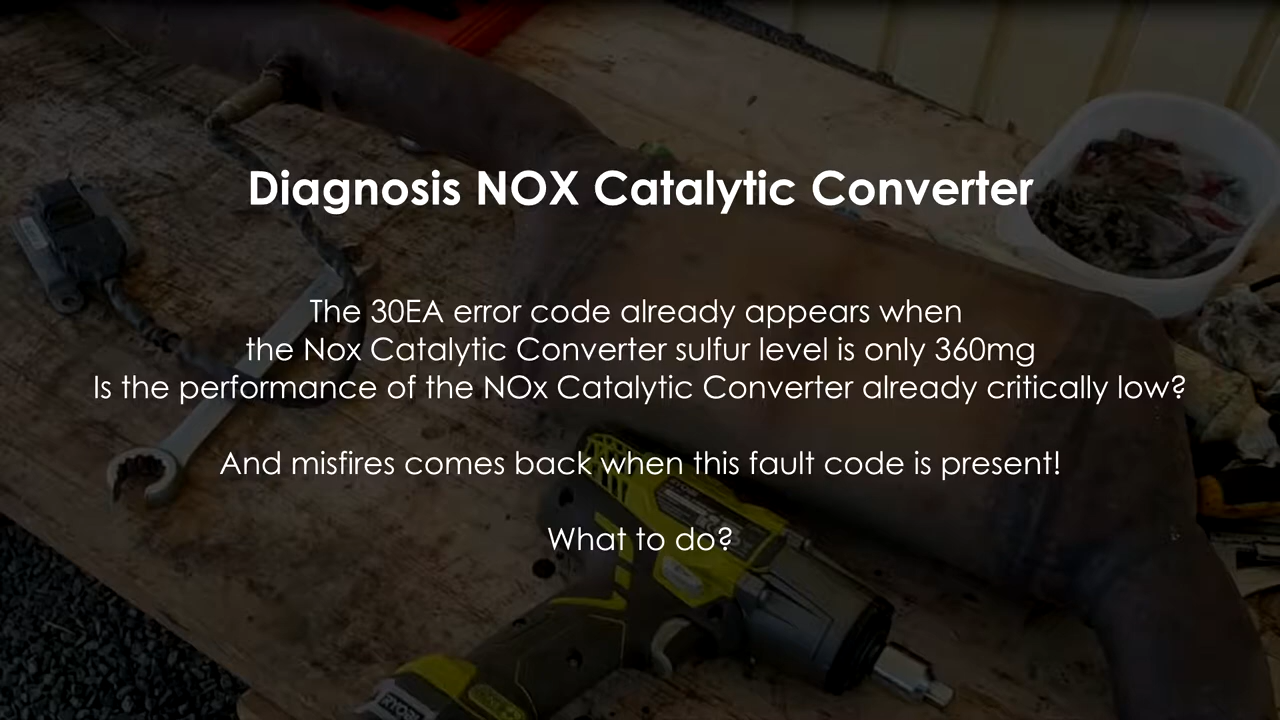 Diagnosis NOX Catalytic Converter
The 30EA error code already appears when
the Nox Catalytic Converter sulfur level is only 360mg
Is the performance of the NOx Catalytic Converter already critically low?
And misfires comes back when this fault code is present!
What to do?
RYOBI